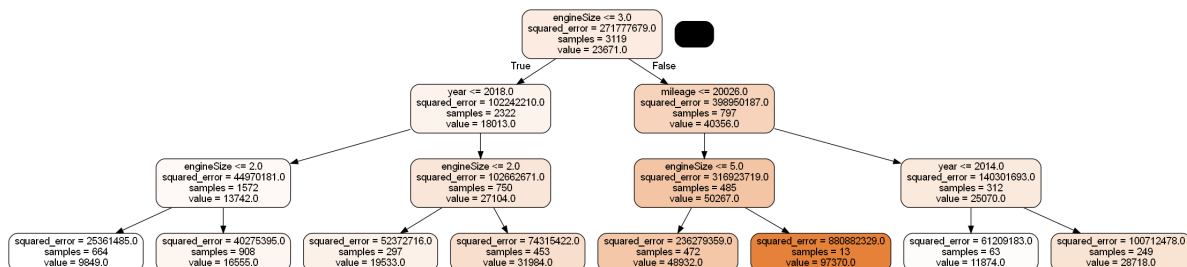 engineSize <= 3.0
squared_error = 271777679.0
samples = 3119
value = 23671.0
True
False
year <= 2018.0
squared_error = 102242210.0
samples = 2322
value = 18013.0
mileage <= 20026.0
squared_error = 398950187.0
samples = 797
value = 40356.0
engineSize <= 2.0
squared_error = 44970181.0
samples = 1572
value = 13742.0
engineSize <= 2.0
squared_error = 102662671.0
samples = 750
value = 27104.0
engineSize <= 5.0
squared_error = 316923719.0
samples = 485
value = 50267.0
year <= 2014.0
squared_error = 140301693.0
samples = 312
value = 25070.0
squared_error = 25361485.0
samples = 664
value = 9849.0
squared_error = 40275395.0
samples = 908
value = 16555.0
squared_error = 52372716.0
samples = 297
value = 19533.0
squared_error = 74315422.0
samples = 453
value = 31984.0
squared_error = 236279359.0
samples = 472
value = 48932.0
squared_error = 880882329.0
samples = 13
value = 97370.0
squared_error = 61209183.0
samples = 63
value = 11874.0
squared_error = 100712478.0
samples = 249
value = 28718.0